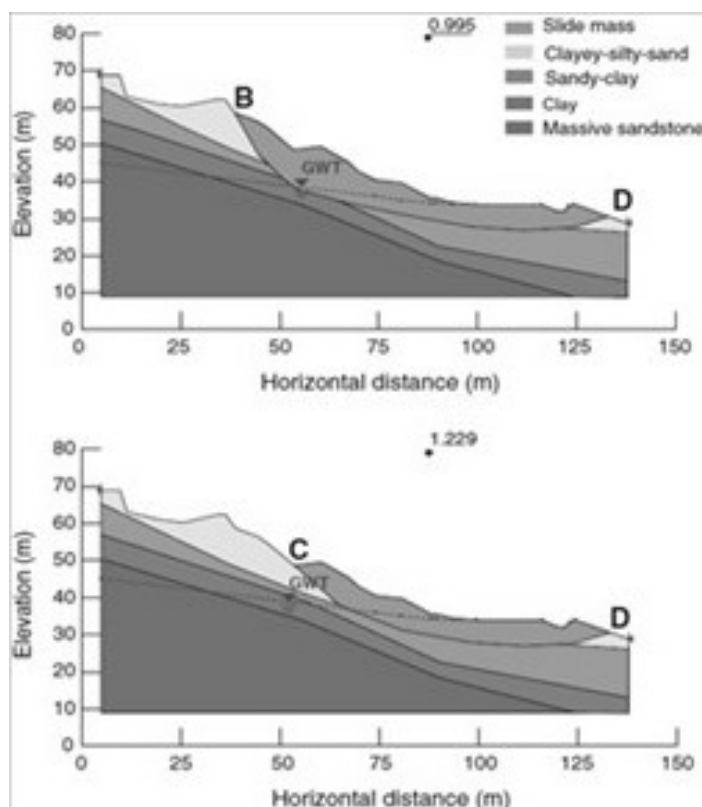 0.995
Slide mass
Clayey-silty-sand
Sandy-clay
Clay
Massive sandstone
80
70
60
50
40
30
20
10
0
Elevation (m)
B
GWT
D
0 25 50 75 100 125 150
Horizontal distance (m)
1.229
80
70
60
50
40
30
20
10
0
Elevation (m)
C
GWT
D
0 25 50 75 100 125 150
Horizontal distance (m)